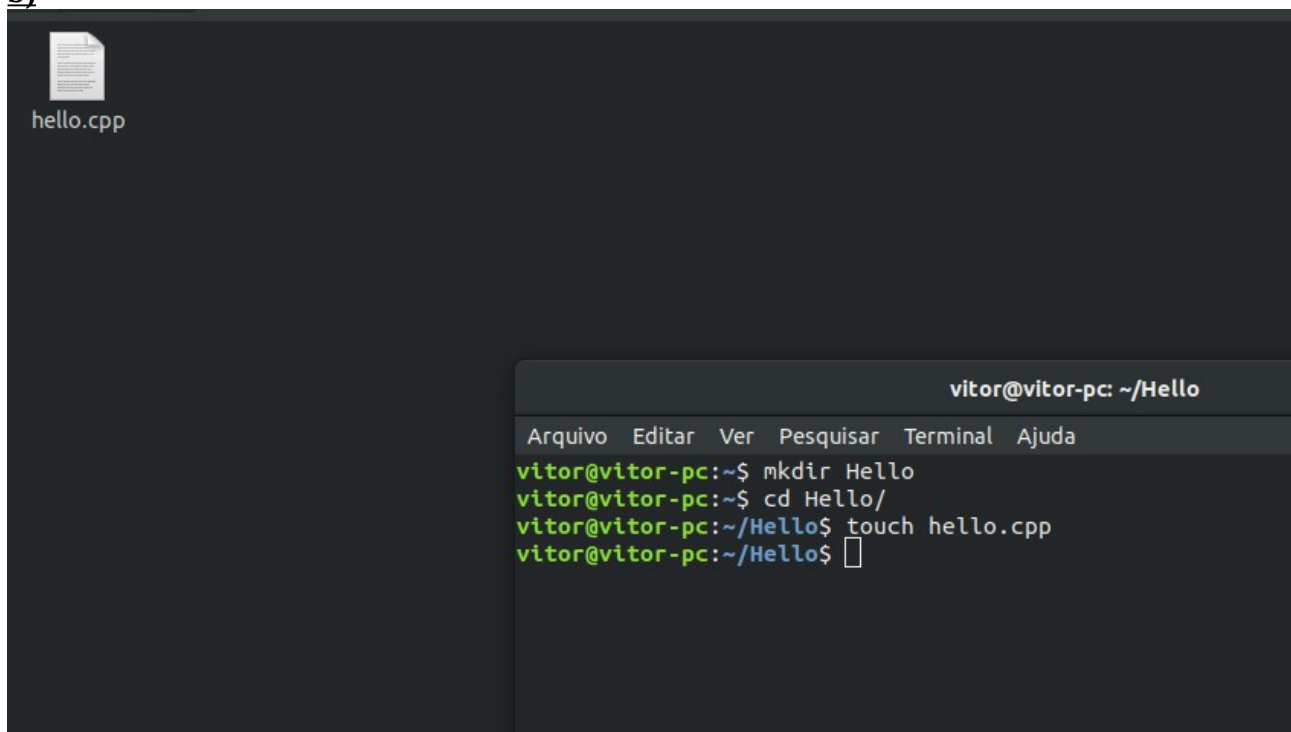 hello.cpp
vitor@vitor-pc: ~/Hello
Arquivo Editar Ver Pesquisar Terminal Ajuda
vitor@vitor-pc:~$ mkdir Hello
vitor@vitor-pc:~$ cd Hello/
vitor@vitor-pc:~/Hello$ touch hello.cpp
vitor@vitor-pc:~/Hello$